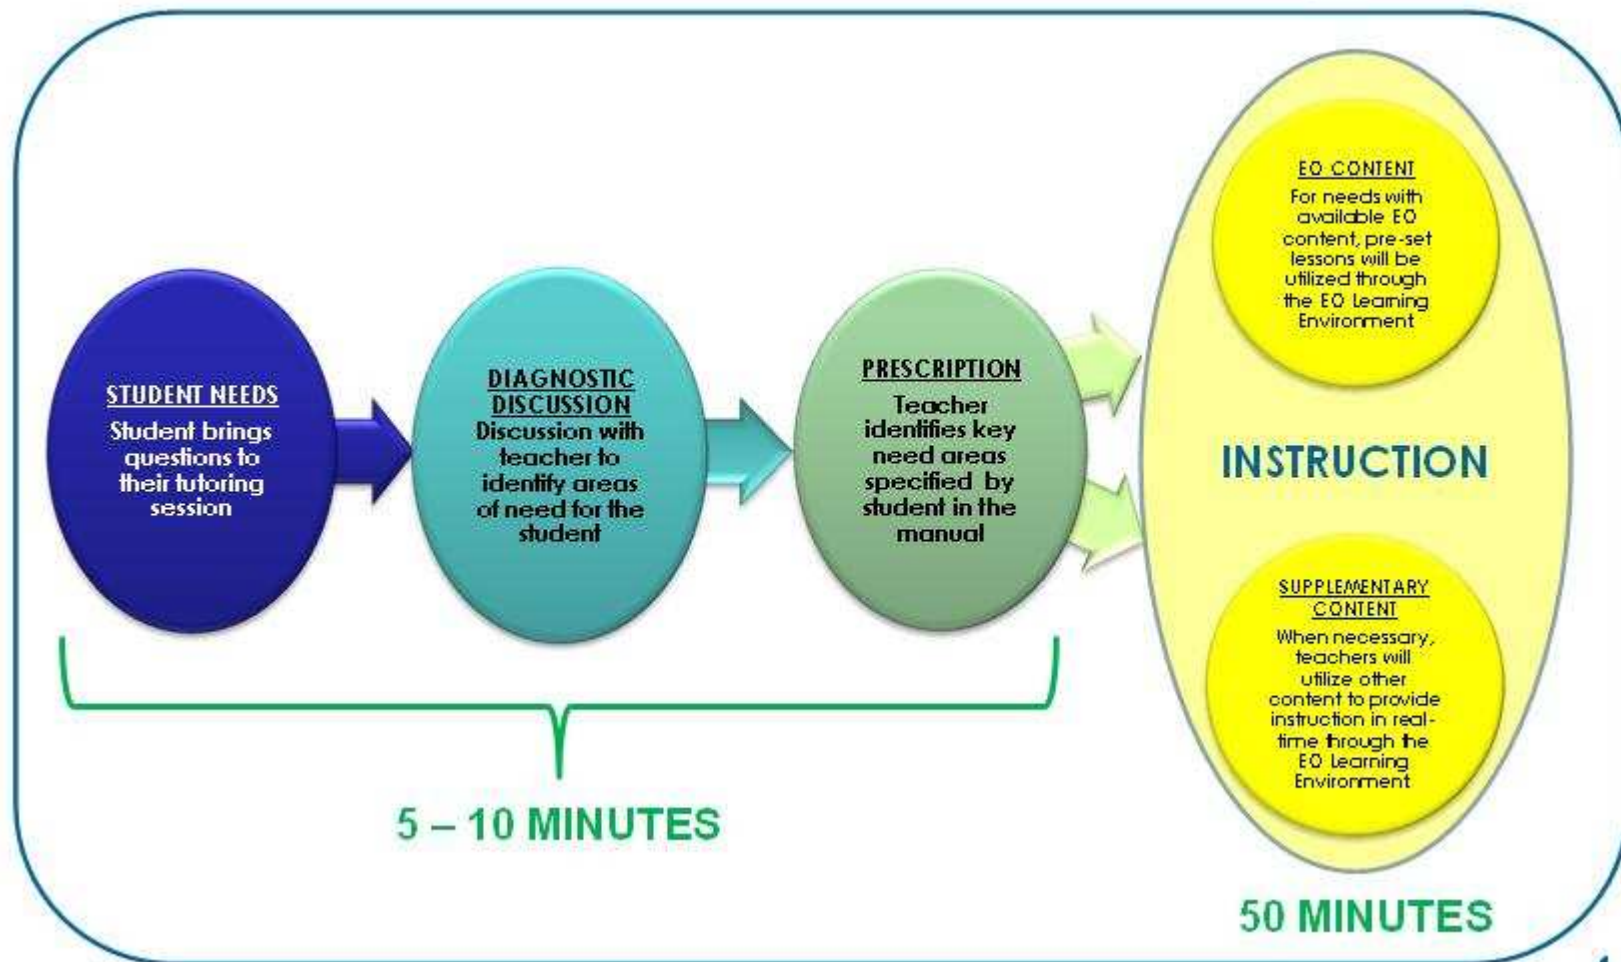 STUDENT NEEDS
Student brings
questions to
their tutoring
session
DIAGNOSTIC
DISCUSSION
Discussion with
teacher to
identify areas
of need for the
student
PRESCRIPTION
Teacher
identifies key
need areas
specified by
student in the
manual
EO CONTENT
For needs with
available EO
content, pre-set
lessons will be
utilized through
the EO Learning
Environment
INSTRUCTION
SUPPLEMENTARY
CONTENT
When necessary,
teachers will
utilize other
content to provide
instruction in real-
time through the
EO Learning
Environment
5 – 10 MINUTES
50 MINUTES